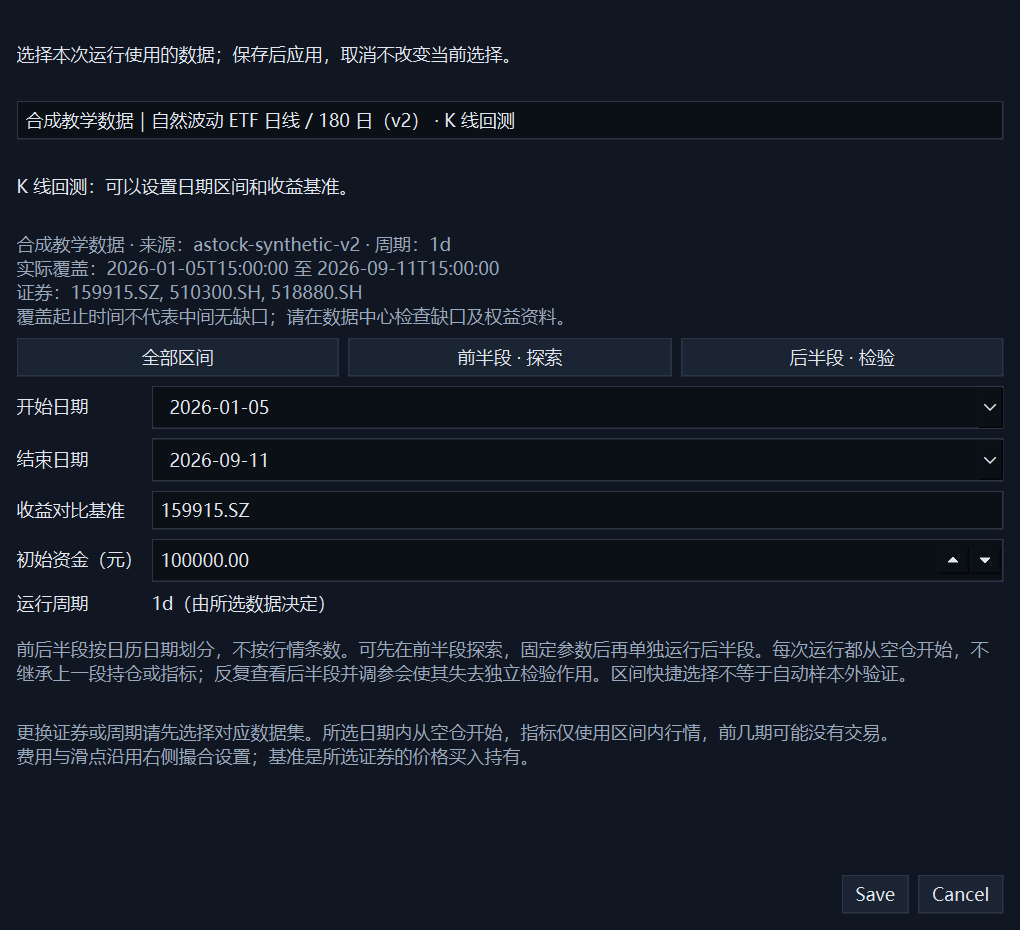 选择本次运行使用的数据；保存后应用，取消不改变当前选择。
合成教学数据 | 自然波动 ETF 日线 / 180 日（v2） · K 线回测
K 线回测：可以设置日期区间和收益基准。
合成教学数据 · 来源：astock-synthetic-v2 · 周期：1d
实际覆盖：2026-01-05T15:00:00 至 2026-09-11T15:00:00
证券：159915.SZ, 510300.SH, 518880.SH
覆盖起止时间不代表中间无缺口；请在数据中心检查缺口及权益资料。
全部区间 前半段 · 探索 后半段 · 检验
开始日期 2026-01-05
结束日期 2026-09-11
收益对比基准 159915.SZ
初始资金（元） 100000.00
运行周期 1d（由所选数据决定）
前后半段按日历日期划分，不按行情条数。可先在前半段探索，固定参数后再单独运行后半段。每次运行都从空仓开始，不
继承上一段持仓或指标；反复查看后半段并调参会使其失去独立检验作用。区间快捷选择不等于自动样本外验证。
更换证券或周期请先选择对应数据集。所选日期内从空仓开始，指标仅使用区间内行情，前几期可能没有交易。
费用与滑点沿用右侧撮合设置；基准是所选证券的价格买入持有。
Save Cancel